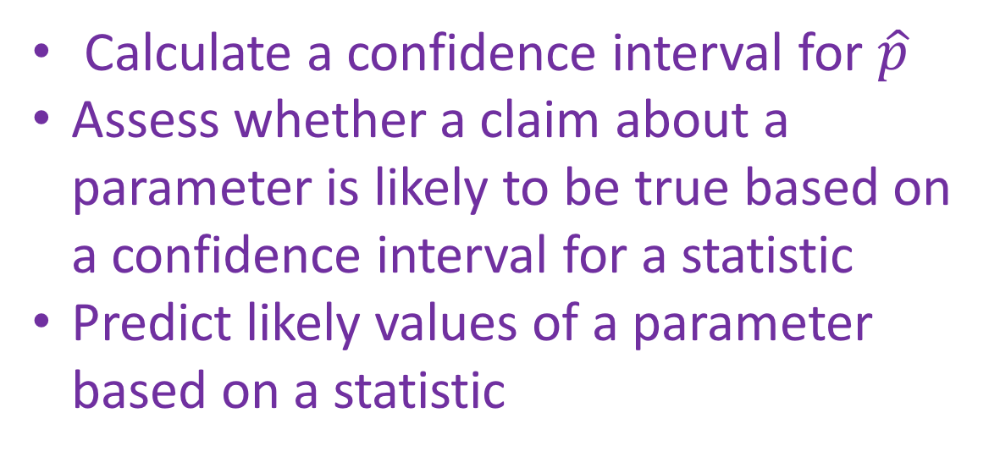 • Calculate a confidence interval for p̂
• Assess whether a claim about a
parameter is likely to be true based on
a confidence interval for a statistic
• Predict likely values of a parameter
based on a statistic